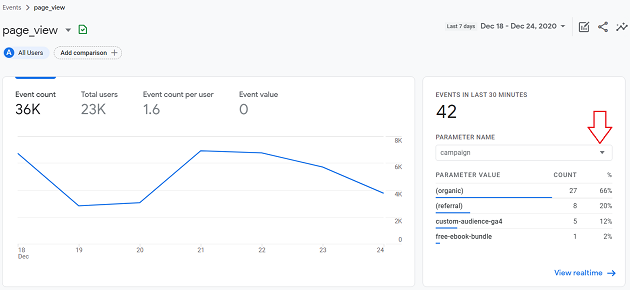 Events > page_view
page_view
Last 7 days Dec 18 - Dec 24, 2020
A All Users Add comparison +
Event count Total users Event count per user Event value
36K 23K 1.6 0
8K
6K
4K
2K
0
18 19 20 21 22 23 24
Dec
EVENTS IN LAST 30 MINUTES
42
PARAMETER NAME
campaign
PARAMETER VALUE COUNT %
(organic) 27 66%
(referral) 8 20%
custom-audience-ga4 5 12%
free-ebook-bundle 1 2%
View realtime →